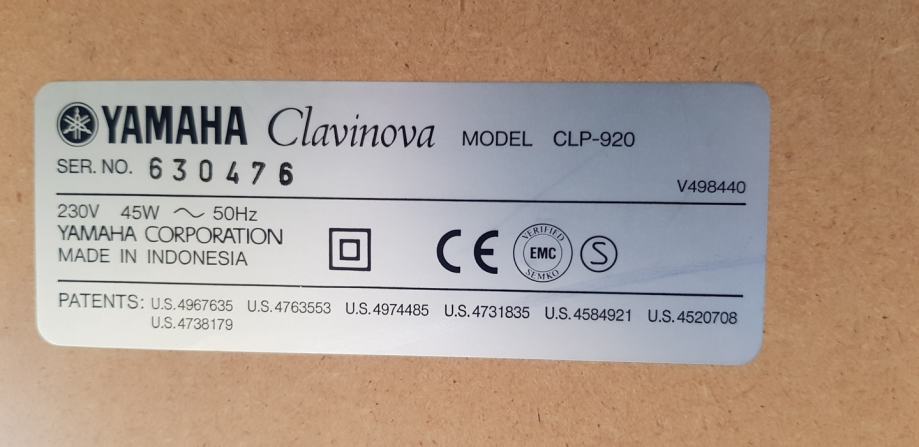 YAMAHA Clavinova MODEL CLP-920
SER. NO. 630476
V498440
230V 45W ~ 50Hz
YAMAHA CORPORATION
MADE IN INDONESIA
CE
VERIFIED
EMC
SEMKO
S
PATENTS: U.S.4967635 U.S.4763553 U.S.4974485 U.S.4731835 U.S.4584921 U.S.4520708
U.S.4738179